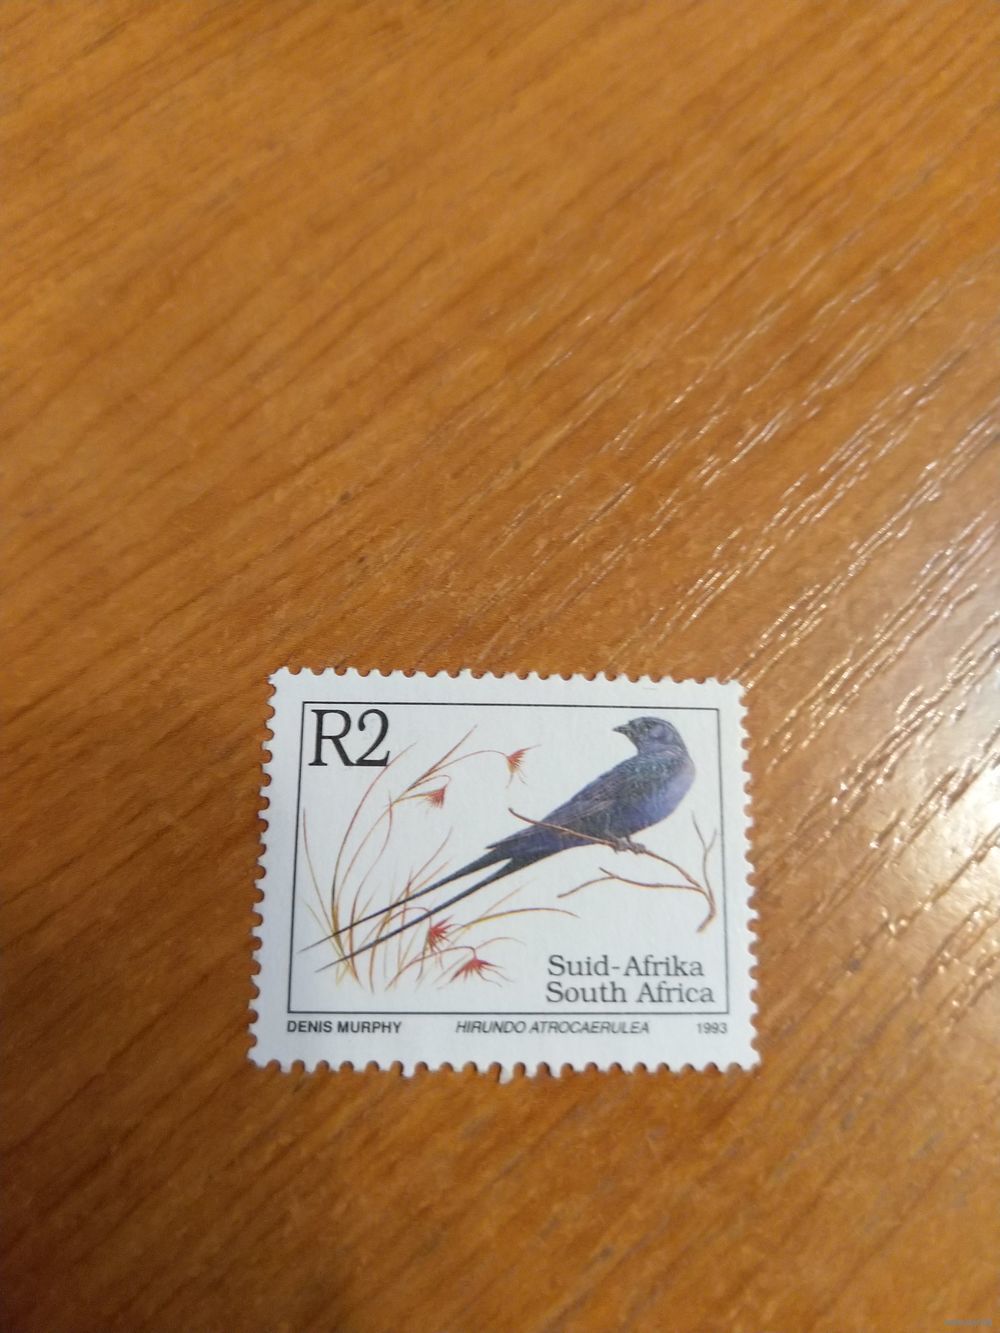 R2
Suid-Afrika
South Africa
DENIS MURPHY HIRUNDO ATROCAERULEA 1993